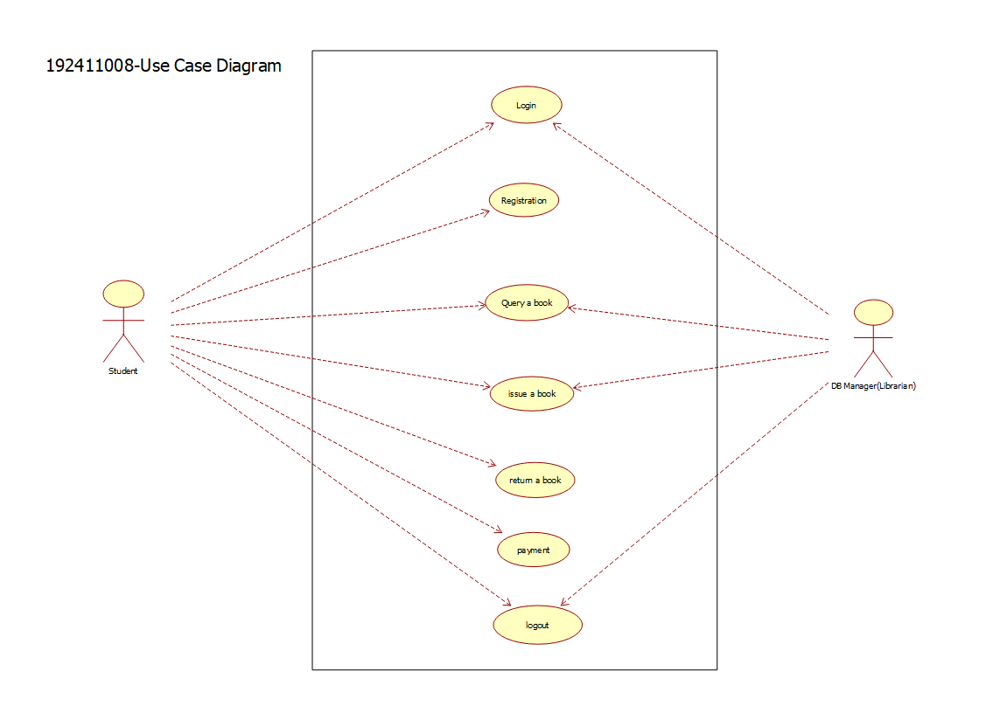 192411008-Use Case Diagram
Login
Registration
Query a book
issue a book
return a book
payment
logout
Student
DB Manager(Librarian)